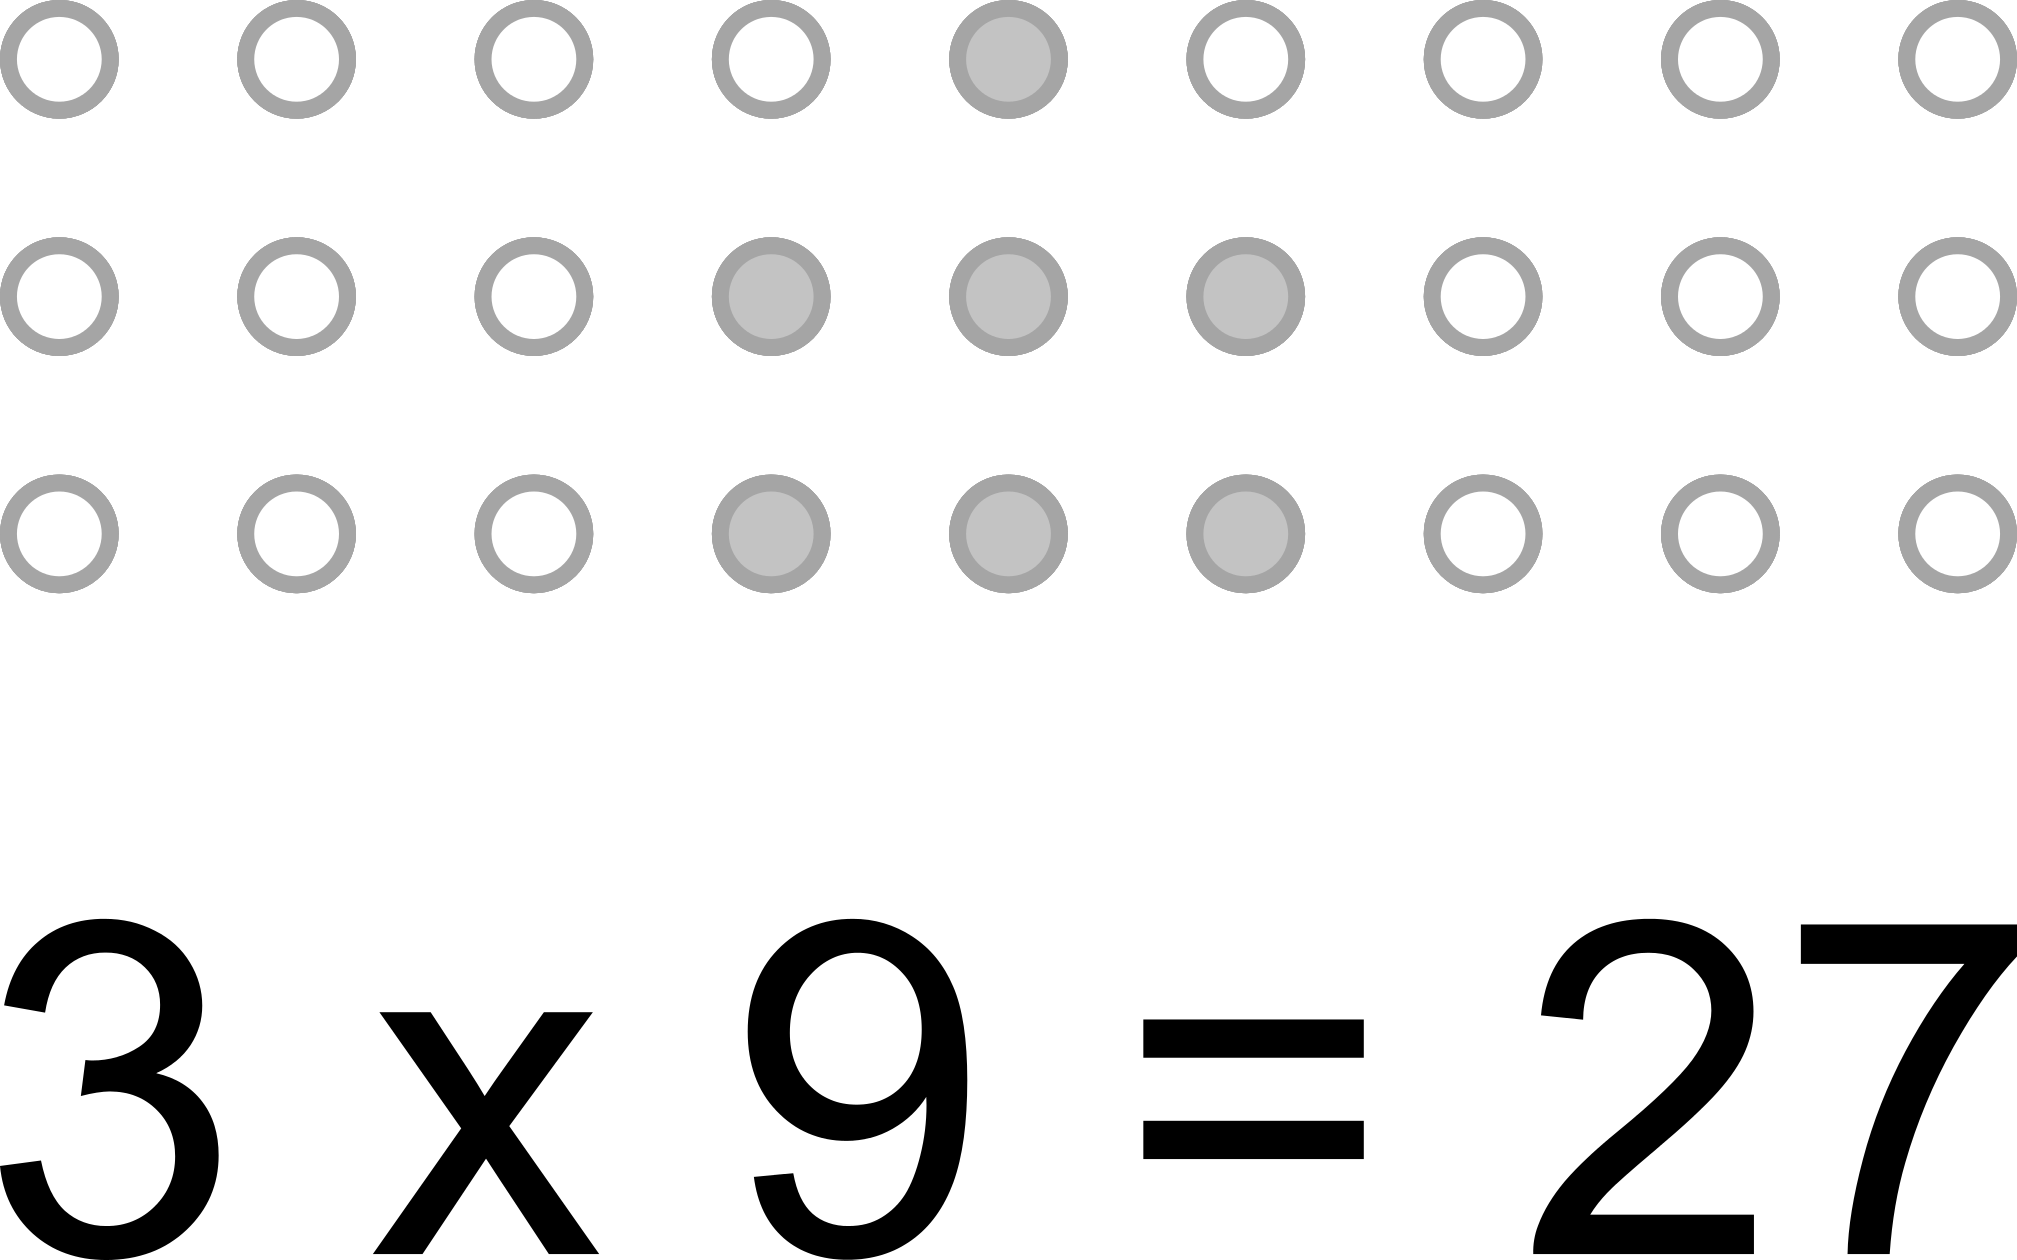 3 x 9 = 27